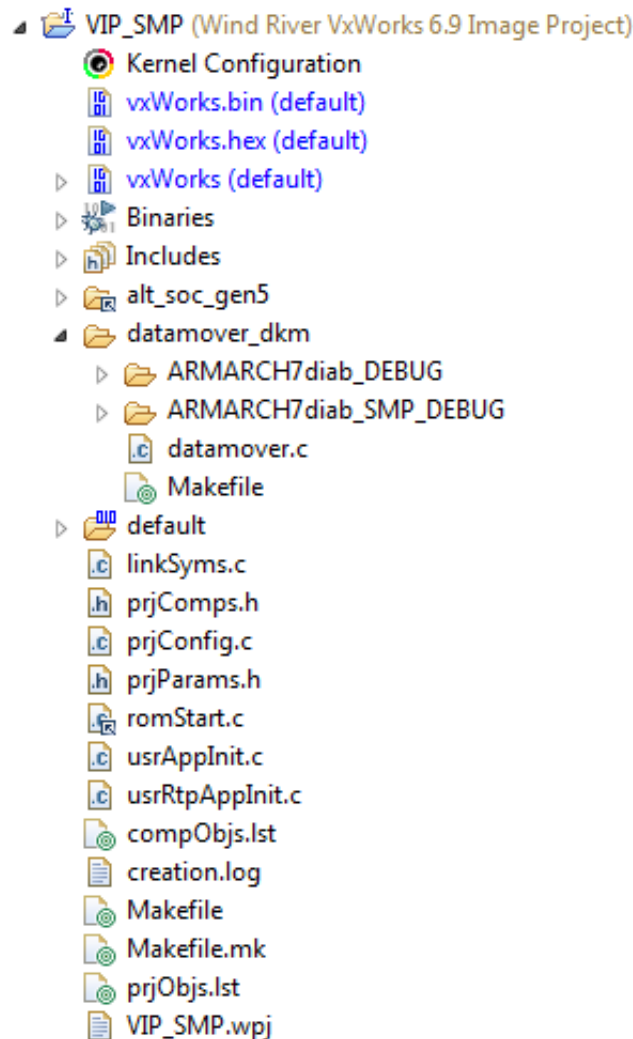 VIP_SMP (Wind River VxWorks 6.9 Image Project)
Kernel Configuration
vxWorks.bin (default)
vxWorks.hex (default)
vxWorks (default)
Binaries
Includes
alt_soc_gen5
datamover_dkm
ARMARCH7diab_DEBUG
ARMARCH7diab_SMP_DEBUG
datamover.c
Makefile
default
linkSyms.c
prjComps.h
prjConfig.c
prjParams.h
romStart.c
usrAppInit.c
usrRtpAppInit.c
compObjs.lst
creation.log
Makefile
Makefile.mk
prjObjs.lst
VIP_SMP.wpj